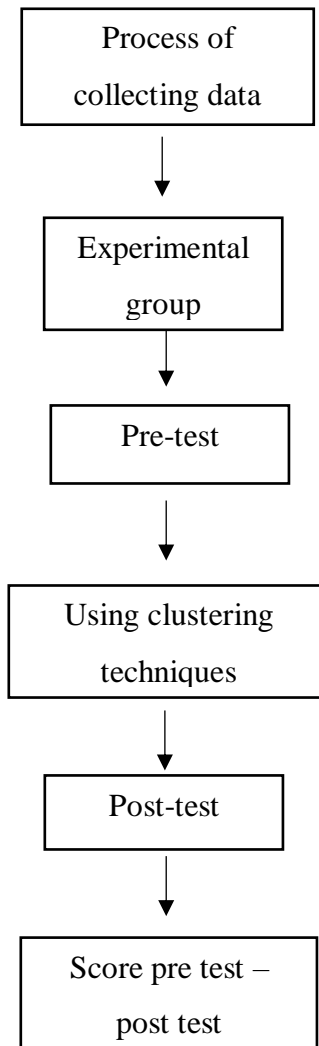 Process of
collecting data
Experimental
group
Pre-test
Using clustering
techniques
Post-test
Score pre test –
post test